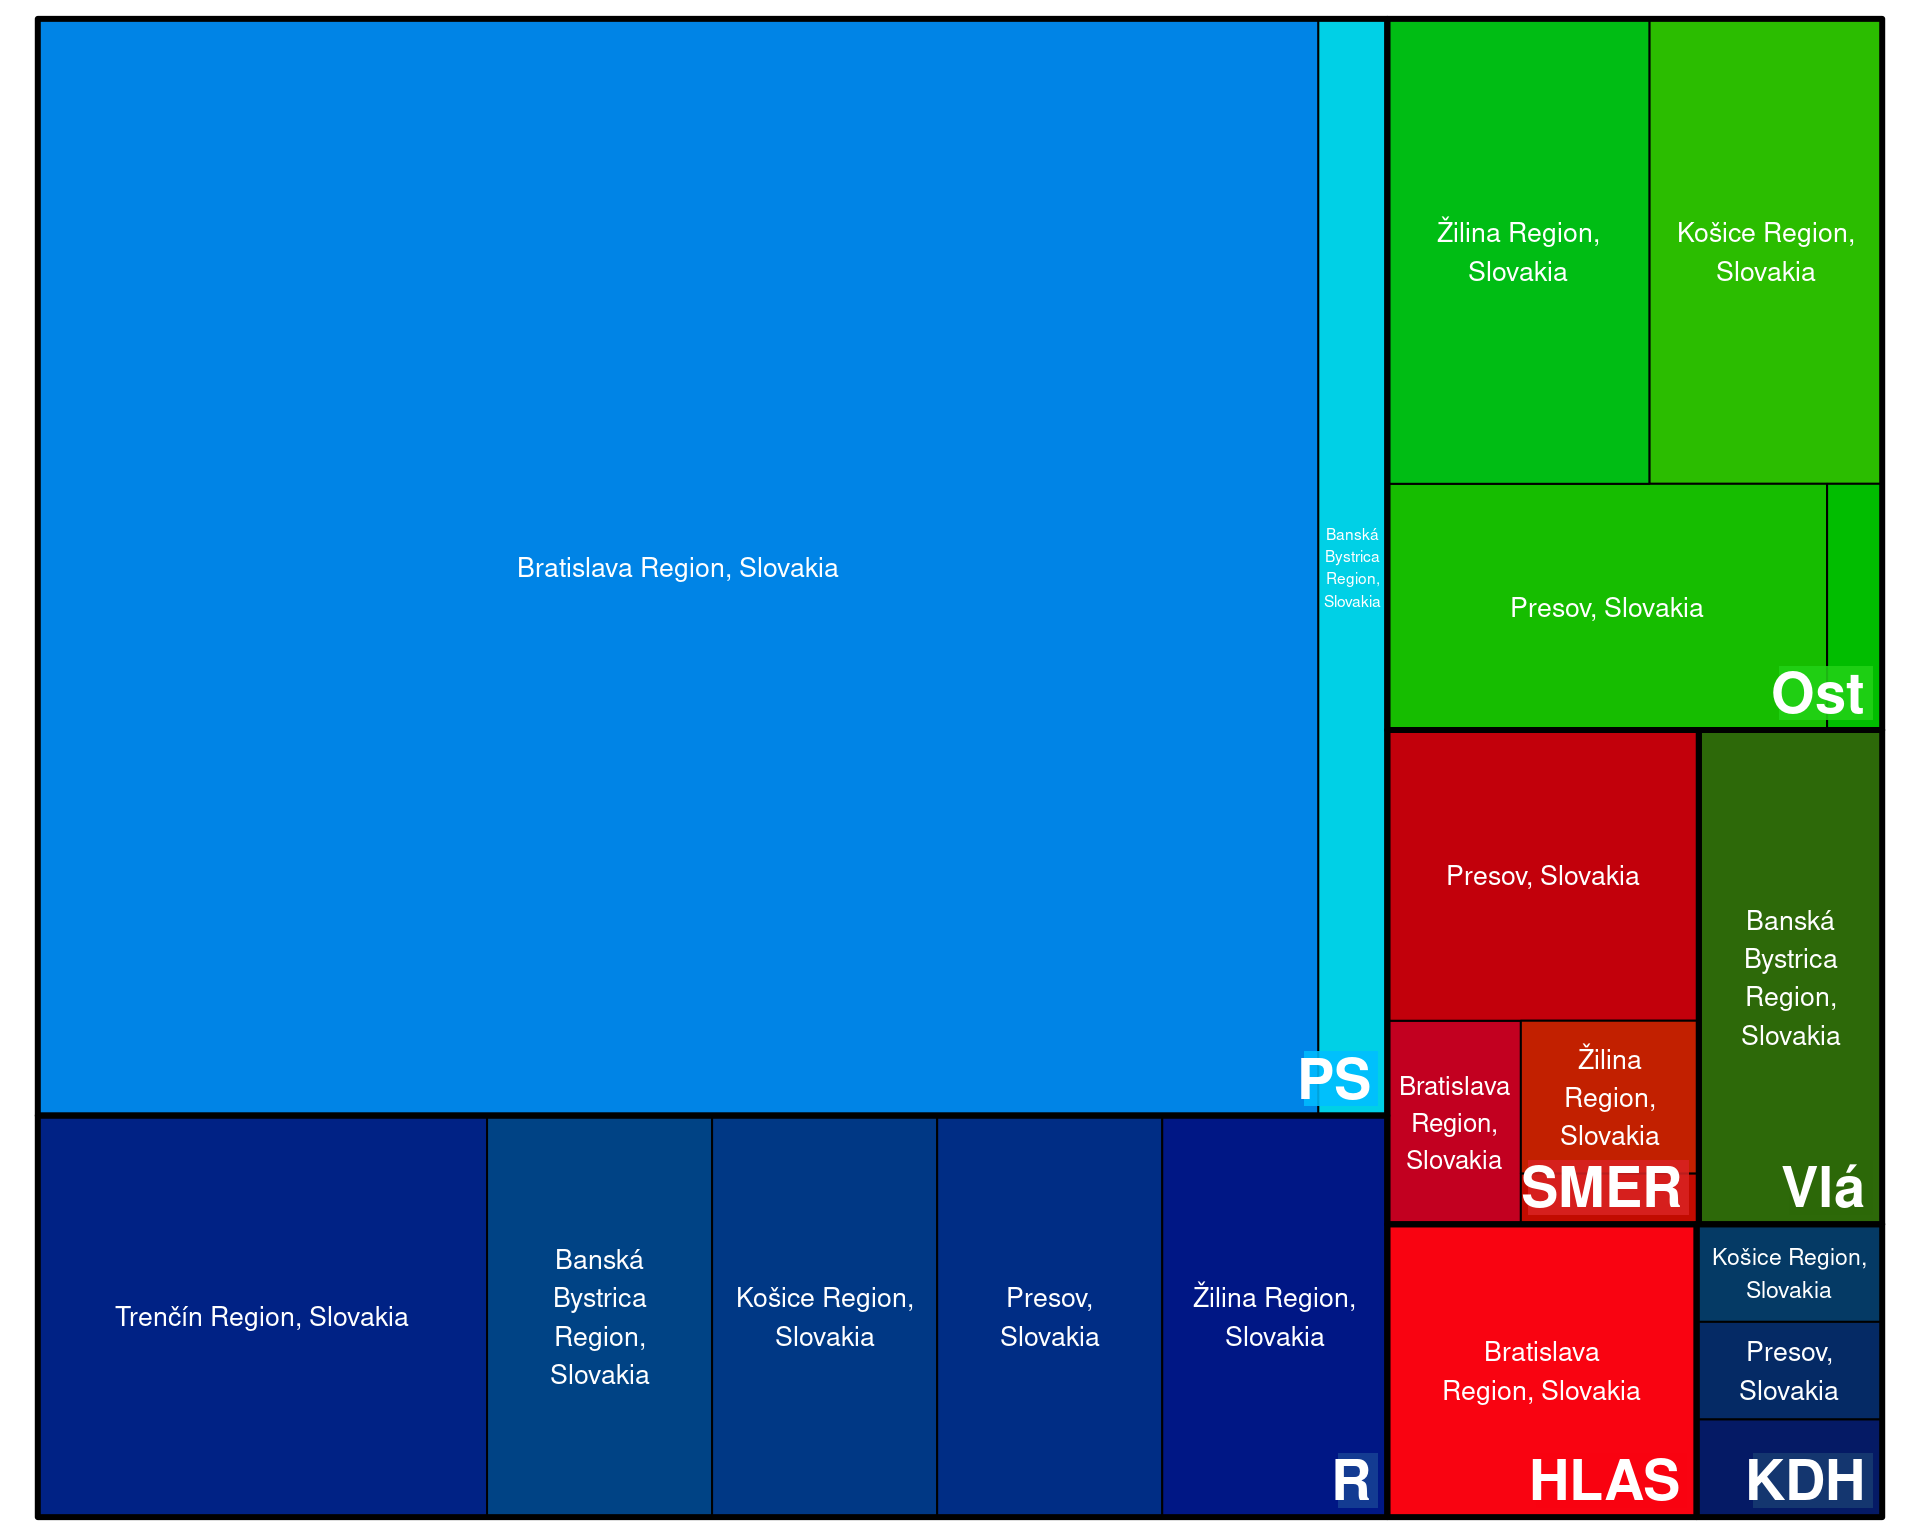 Bratislava Region, Slovakia
Banská
Bystrica
Region,
Slovakia
PS
Trenčín Region, Slovakia
Banská
Bystrica
Region,
Slovakia
Košice Region,
Slovakia
Presov,
Slovakia
Žilina Region,
Slovakia
R
Žilina Region,
Slovakia
Košice Region,
Slovakia
Presov, Slovakia
Ost
Presov, Slovakia
Bratislava
Region,
Slovakia
Žilina
Region,
Slovakia
SMER
Banská
Bystrica
Region,
Slovakia
Vlá
Bratislava
Region, Slovakia
HLAS
Košice Region,
Slovakia
Presov,
Slovakia
KDH